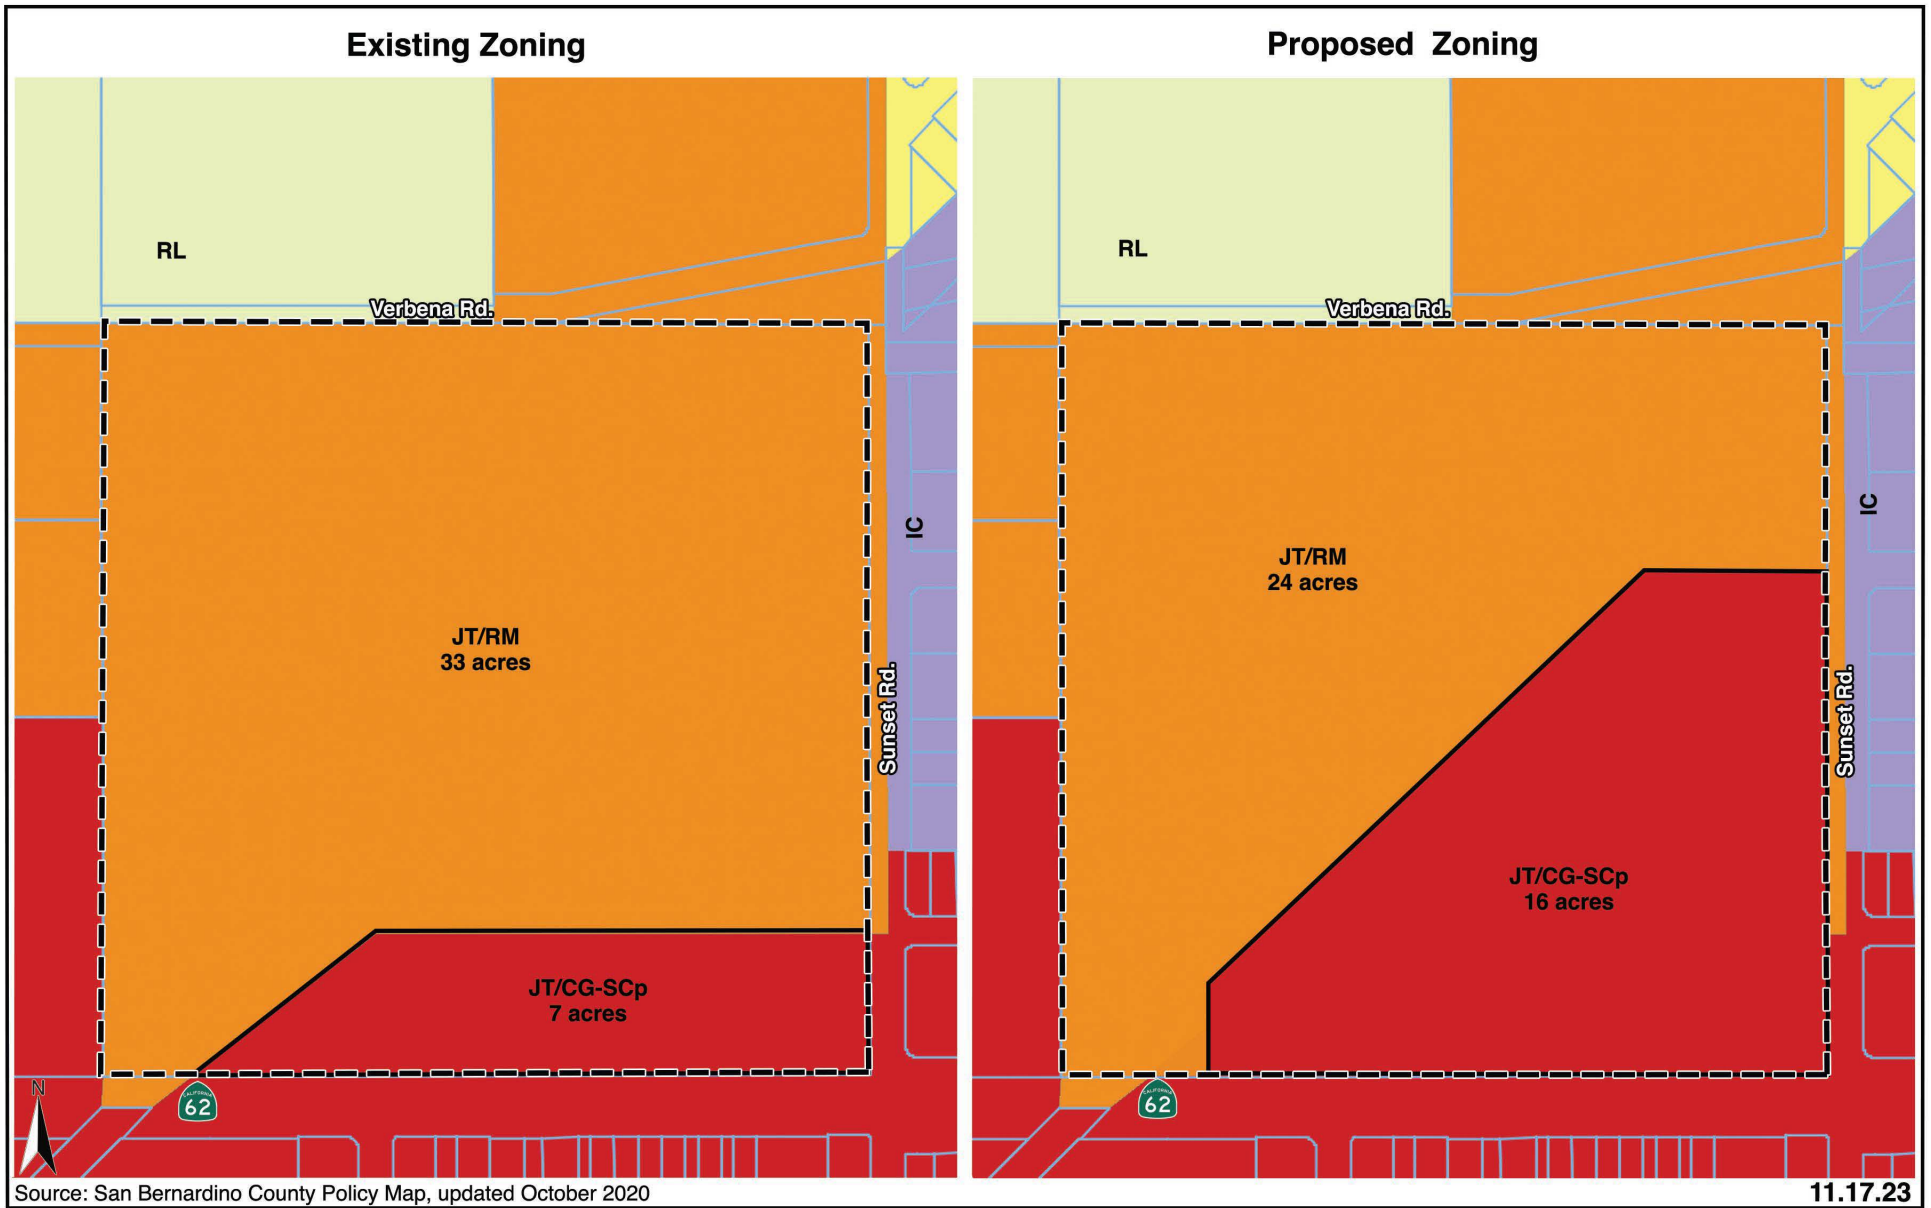 Existing Zoning
RL
Verbena Rd.
IC
JT/RM
33 acres
Sunset Rd.
JT/CG-SCp
7 acres
N
CALIFORNIA
62
Proposed Zoning
RL
Verbena Rd.
IC
JT/RM
24 acres
Sunset Rd.
JT/CG-SCp
16 acres
CALIFORNIA
62
Source: San Bernardino County Policy Map, updated October 2020
11.17.23